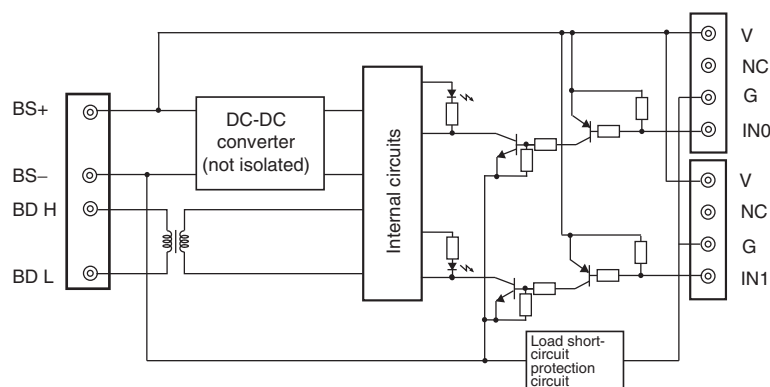 BS+
BS–
BD H
BD L
DC-DC
converter
(not isolated)
Internal circuits
V
NC
G
IN0
V
NC
G
IN1
Load short-
circuit
protection
circuit